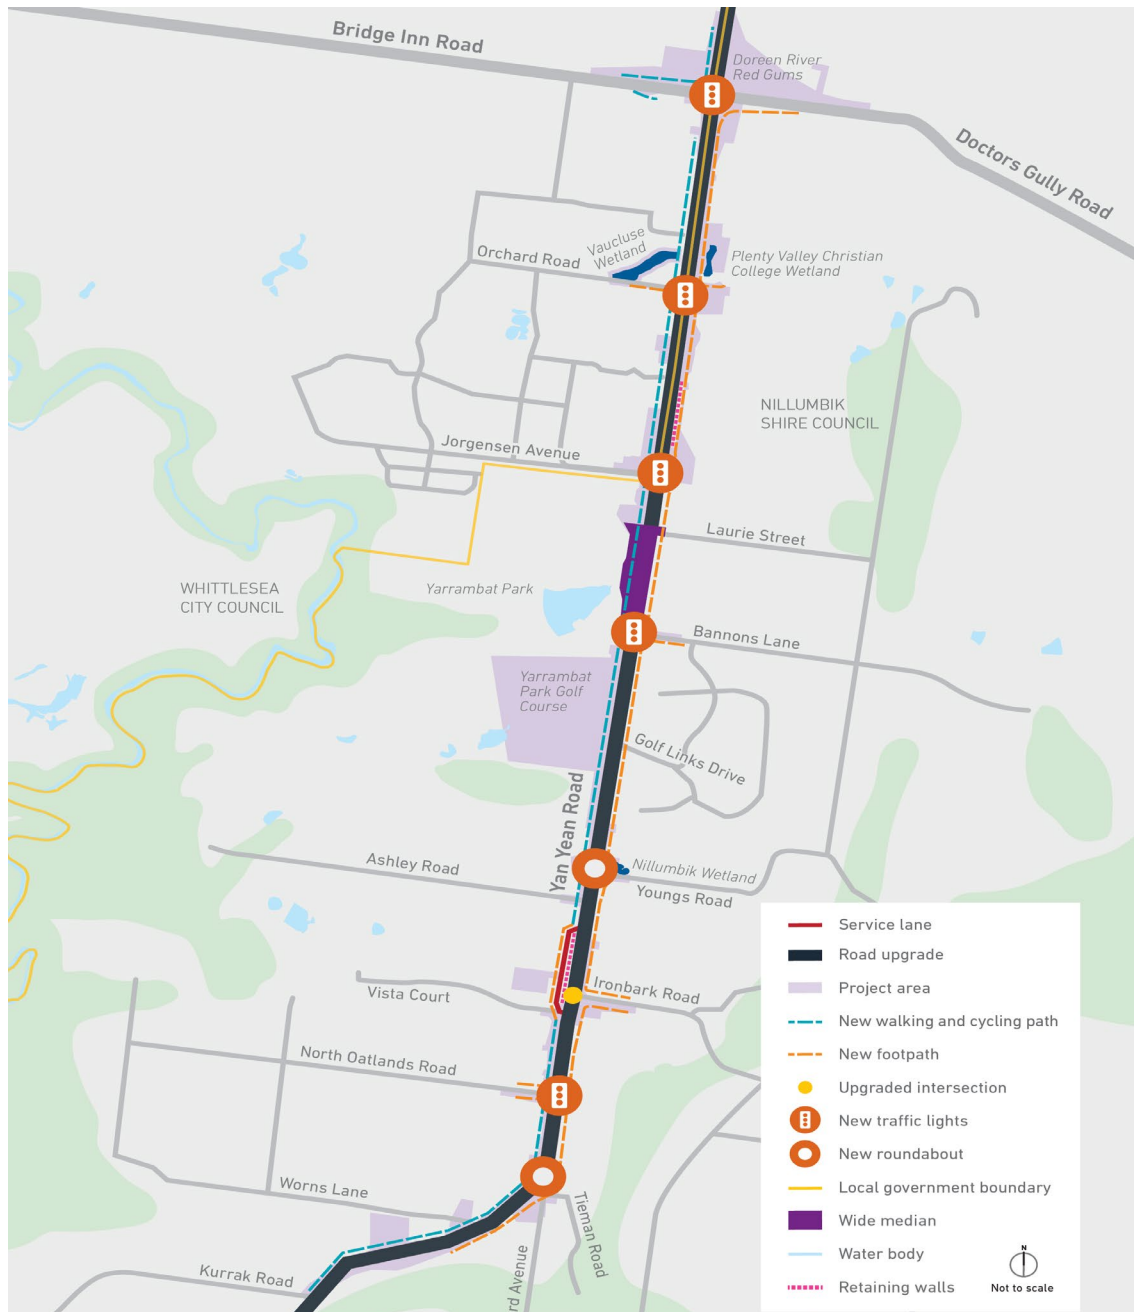 Bridge Inn Road
Doreen River
Red Gums
Doctors Gully Road
Vaucluse
Wetland
Orchard Road
Plenty Valley Christian
College Wetland
NILLUMBIK
SHIRE COUNCIL
Jorgensen Avenue
Laurie Street
WHITTLESEA
CITY COUNCIL
Yarrambat Park
Bannons Lane
Yarrambat
Park Golf
Course
Golf Links Drive
Yan Yean Road
Ashley Road
Nillumbik Wetland
Youngs Road
Ironbark Road
Vista Court
North Oatlands Road
Worns Lane
Tieman Road
Kurrak Road
rd Avenue
Service lane
Road upgrade
Project area
New walking and cycling path
New footpath
Upgraded intersection
New traffic lights
New roundabout
Local government boundary
Wide median
Water body
Retaining walls
N
Not to scale